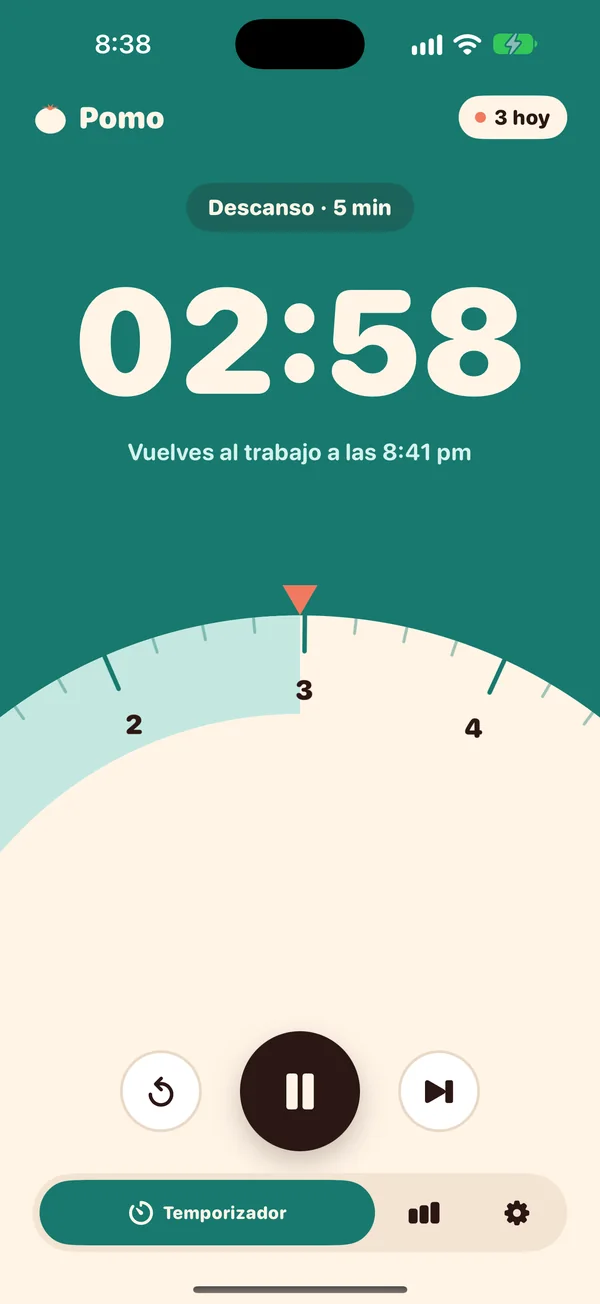 8:38
Pomo
3 hoy
Descanso · 5 min
02:58
Vuelves al trabajo a las 8:41 pm
2
3
4
Temporizador